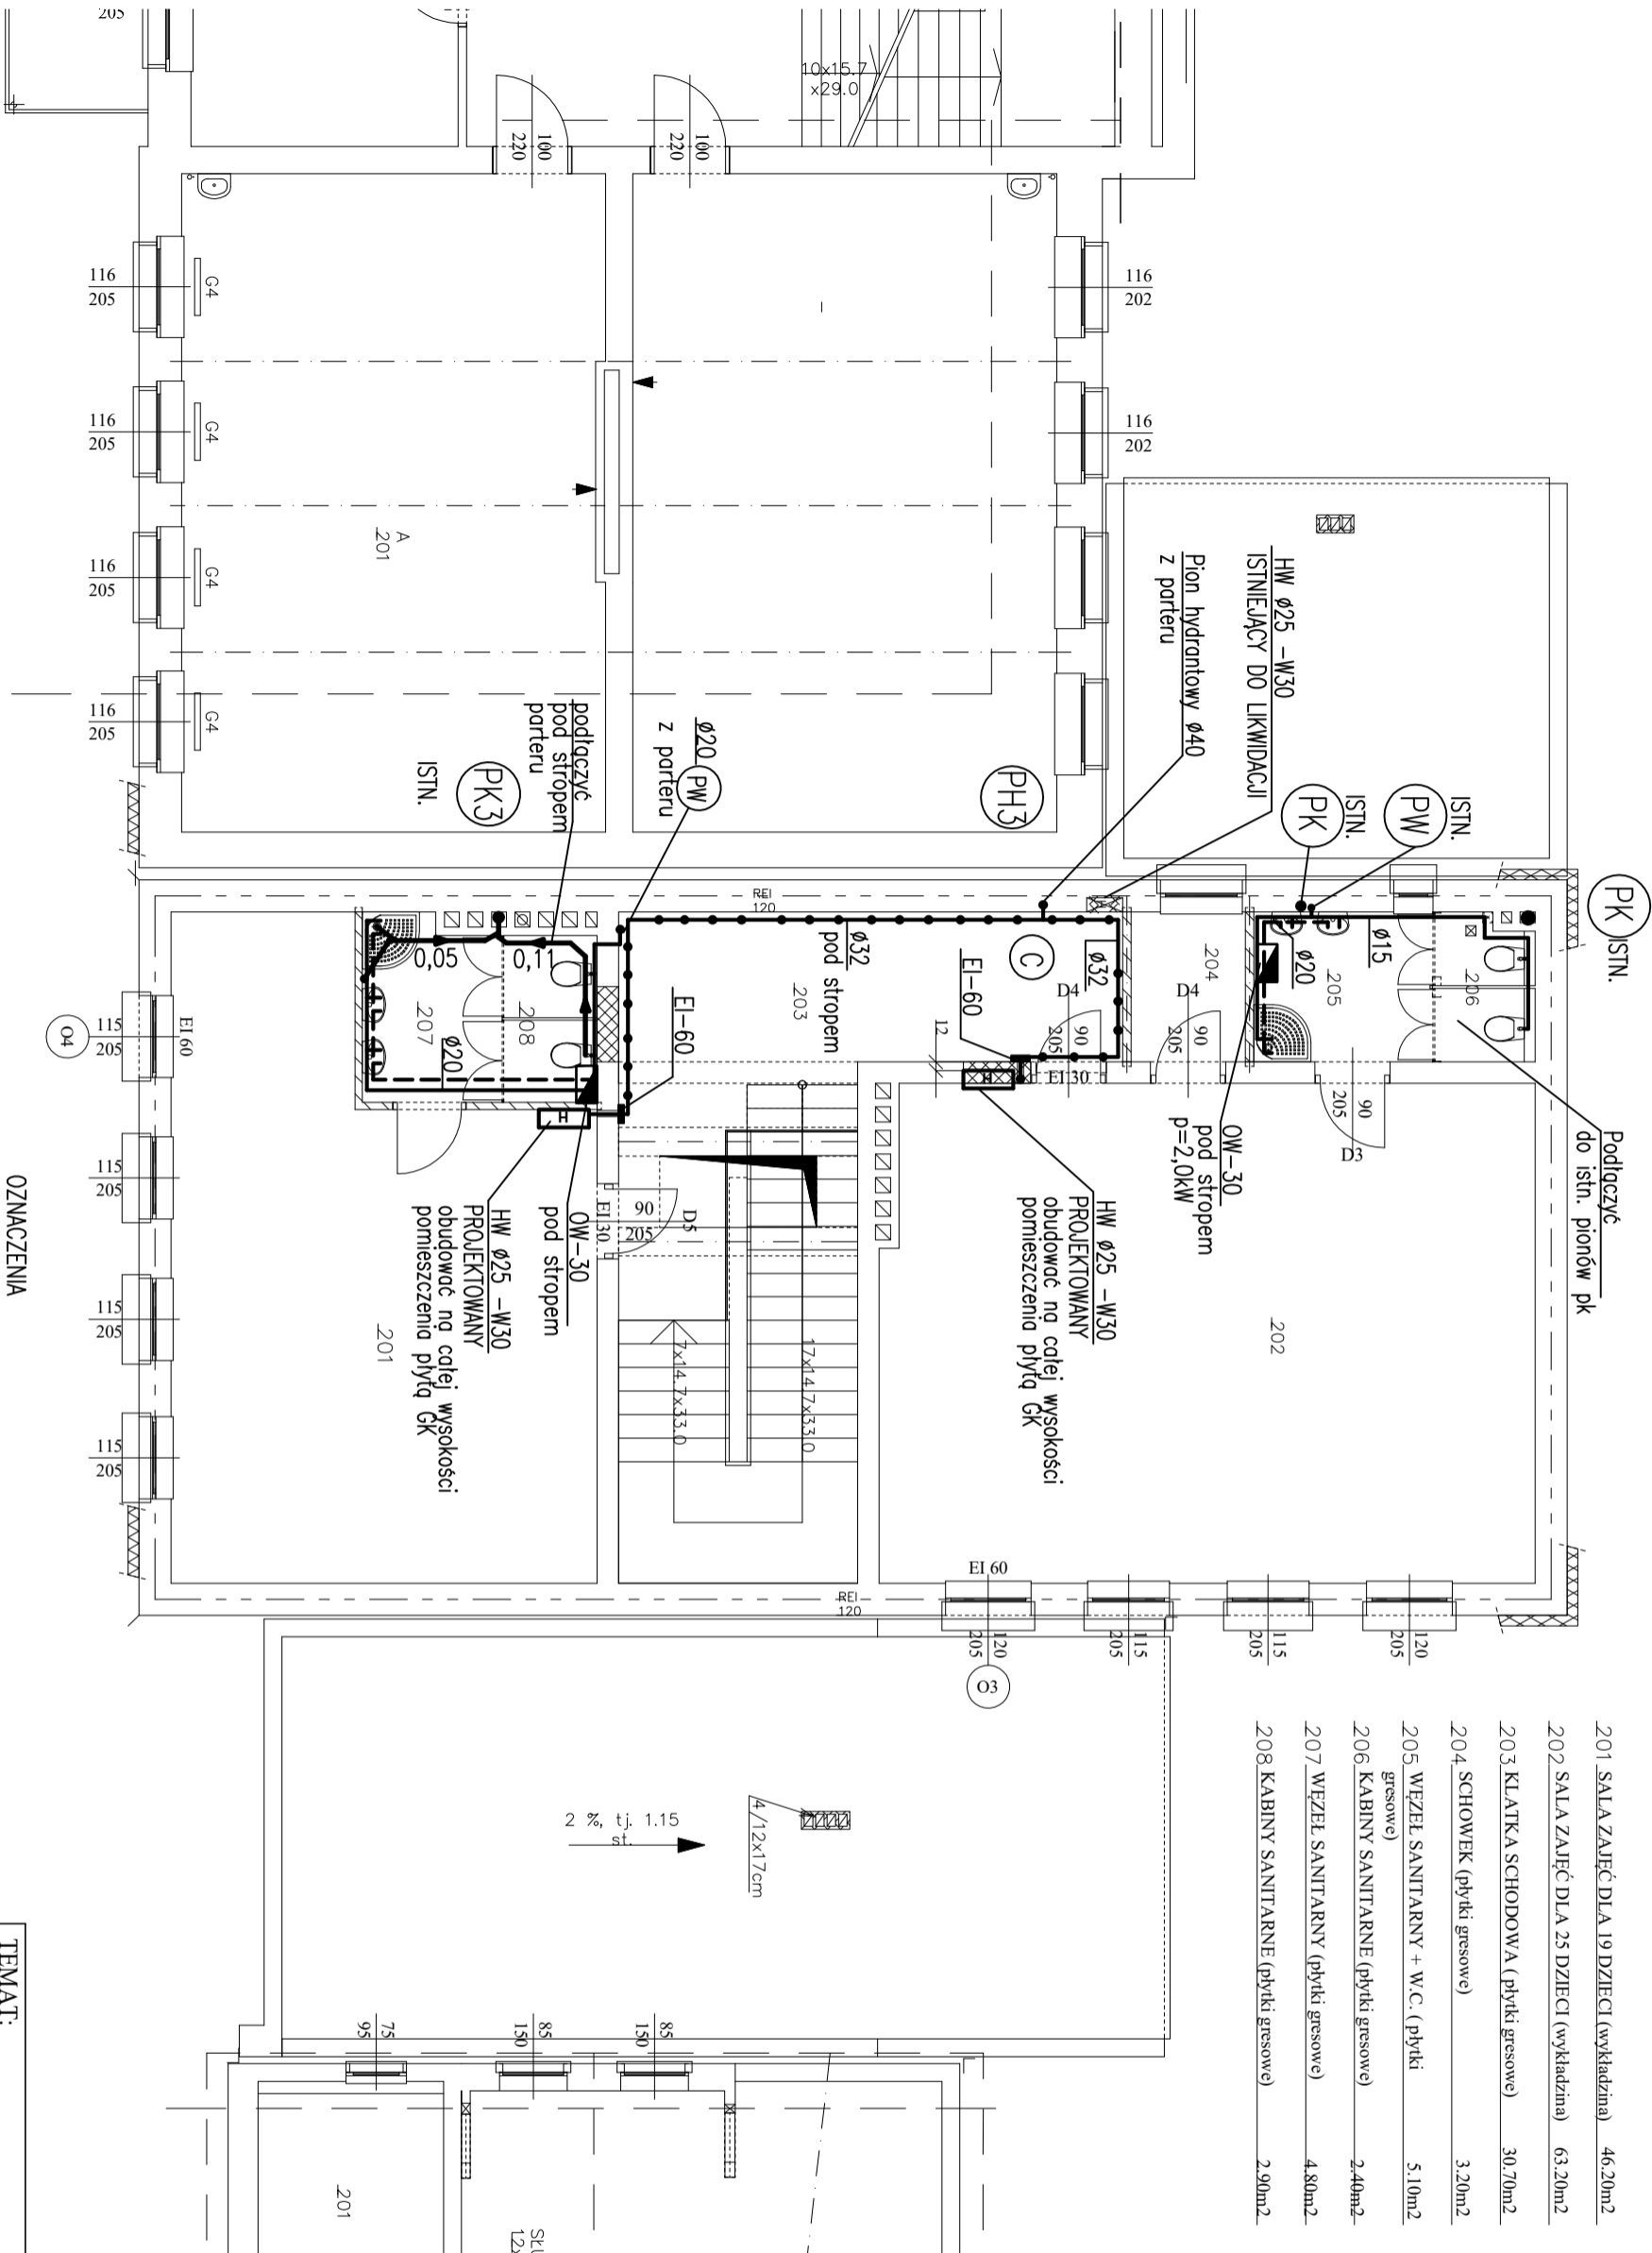 205
10x15.7
x29.0
100
220
100
220
116
205
G4
116
205
G4
116
205
G4
116
205
G4
116
202
116
202
A
201
HW ø25 -W30
ISTNIEJĄCY DO LIKWIDACJI
Pion hydrantowy ø40
z parteru
podłączyć
pod stropem
parteru
ISTN.
PK3
ø20
PW
z parteru
PH3
ISTN.
PK
ISTN.
PW
PK
ISTN.
REI
120
0,05
0,11
207
208
ø20
EI-60
203
ø32
pod stropem
C
ø32
EI-60
12
D4
90
205
EI 30
204
D4
90
205
ø20
205
ø15
206
90
205
D3
Podłączyć
do istn. pionów pk
OW-30
pod stropem
p=2,0kW
H
H
HW ø25 -W30
PROJEKTOWANY
obudować na całej wysokości
pomieszczenia płytą GK
OW-30
pod stropem
HW ø25 -W30
PROJEKTOWANY
obudować na całej wysokości
pomieszczenia płytą GK
EI 30
90
205
D5
7x14.7x33.0
17x14.7x33.0
201
202
O4
115
205
EI 60
115
205
115
205
115
205
OZNACZENIA
REI
120
EI 60
120
205
O3
115
205
115
205
120
205
201 SALA ZAJĘĆ DLA 19 DZIECI (wykładzina) 46.20m2
202 SALA ZAJĘĆ DLA 25 DZIECI (wykładzina) 63.20m2
203 KLATKA SCHODOWA ( płytki gresowe) 30.70m2
204 SCHOWEK (płytki gresowe) 3.20m2
205 WĘZEŁ SANITARNY + W.C. ( płytki
gresowe) 5.10m2
206 KABINY SANITARNE (płytki gresowe) 2.40m2
207 WĘZEŁ SANITARNY (płytki gresowe) 4.80m2
208 KABINY SANITARNE (płytki gresowe) 2.90m2
2 %, tj. 1.15
st.
4/12x17cm
75
95
85
150
85
150
201
TEMAT: